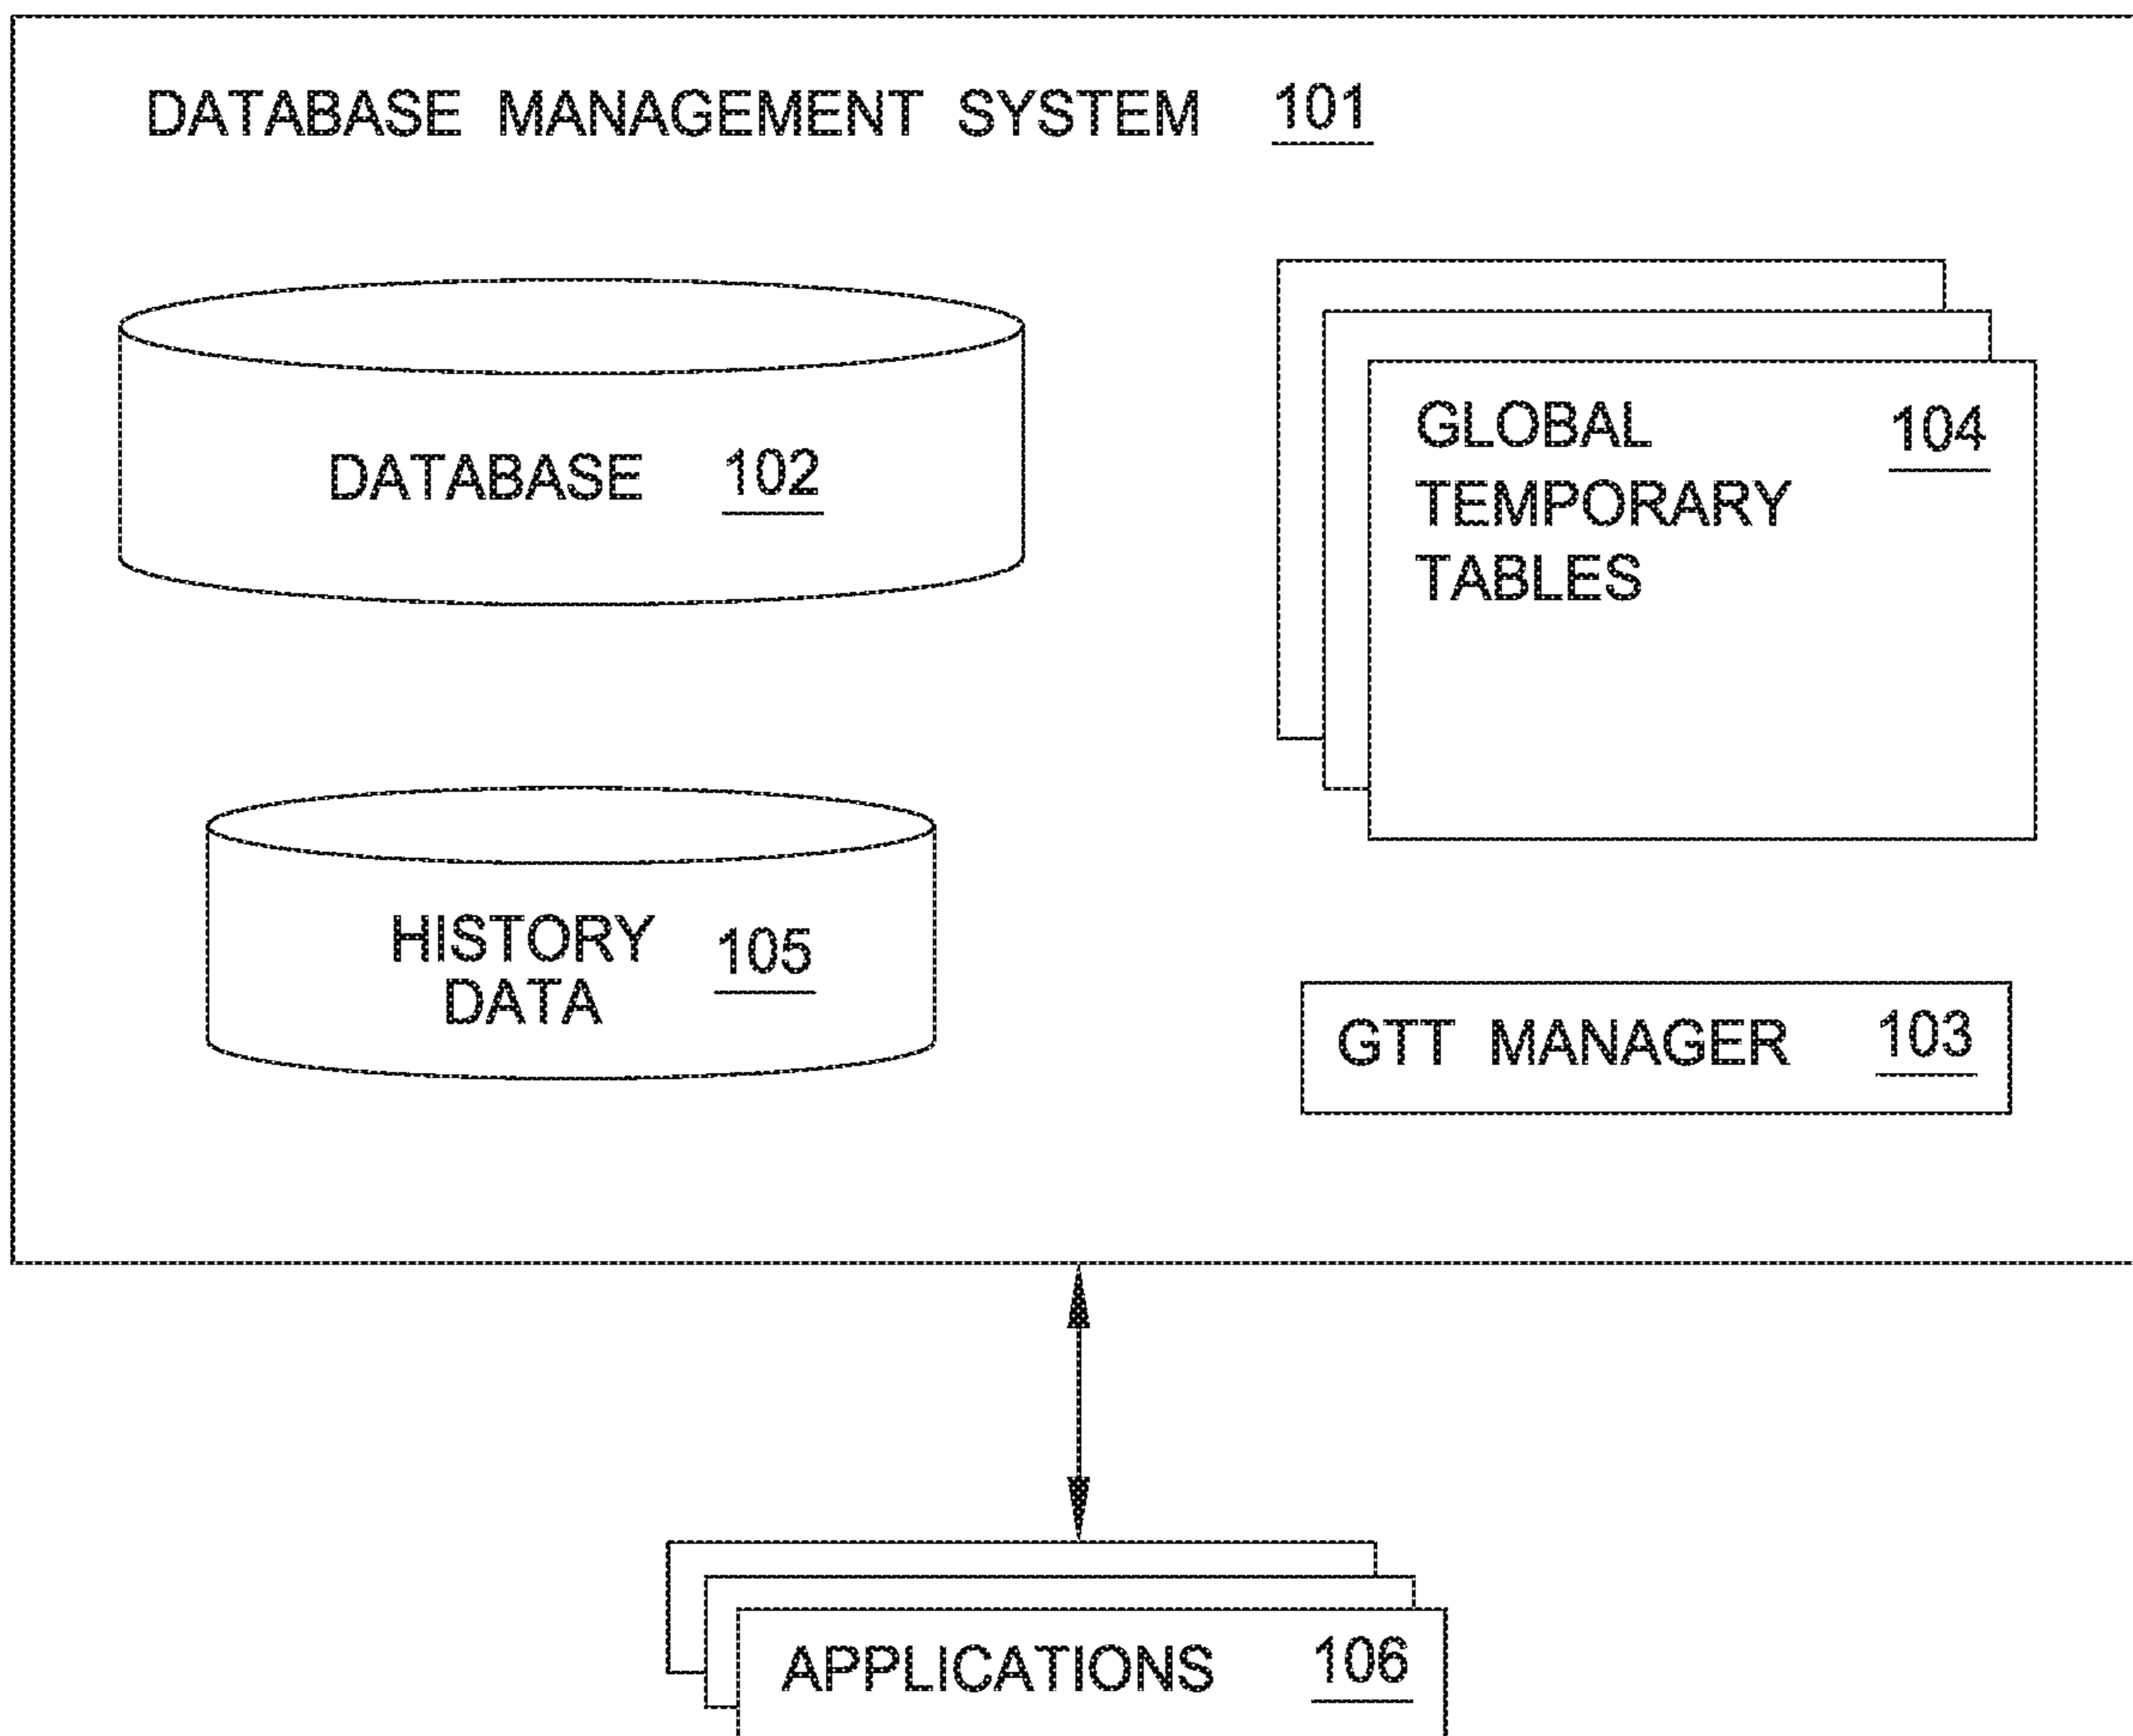 DATABASE MANAGEMENT SYSTEM 101
DATABASE 102
GLOBAL 104
TEMPORARY
TABLES
HISTORY 105
DATA
GTT MANAGER 103
APPLICATIONS 106